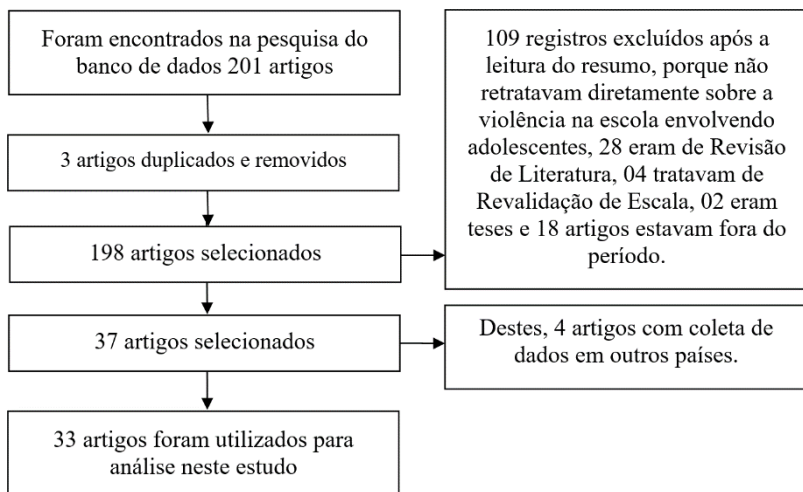 Foram encontrados na pesquisa do
banco de dados 201 artigos
3 artigos duplicados e removidos
198 artigos selecionados
109 registros excluídos após a
leitura do resumo, porque não
retratavam diretamente sobre a
violência na escola envolvendo
adolescentes, 28 eram de Revisão
de Literatura, 04 tratavam de
Revalidação de Escala, 02 eram
teses e 18 artigos estavam fora do
período.
37 artigos selecionados
Destes, 4 artigos com coleta de
dados em outros países.
33 artigos foram utilizados para
análise neste estudo